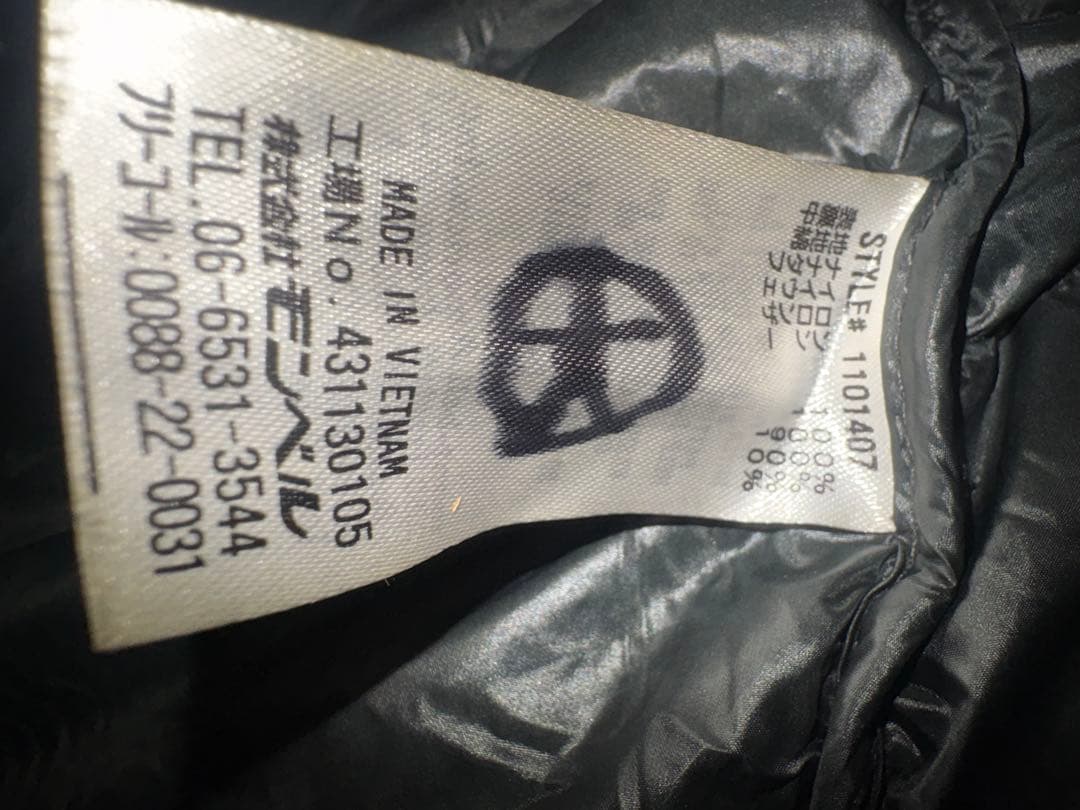 STYLE# 1101407
表地 ナイロン 100%
裏地 ナイロン 100%
中綿 ダウン 90%
フェザー 10%
MADE IN VIETNAM
工場No. 431130105
株式会社モンベル
TEL.06-6531-3544
フリーコール:0088-22-0031